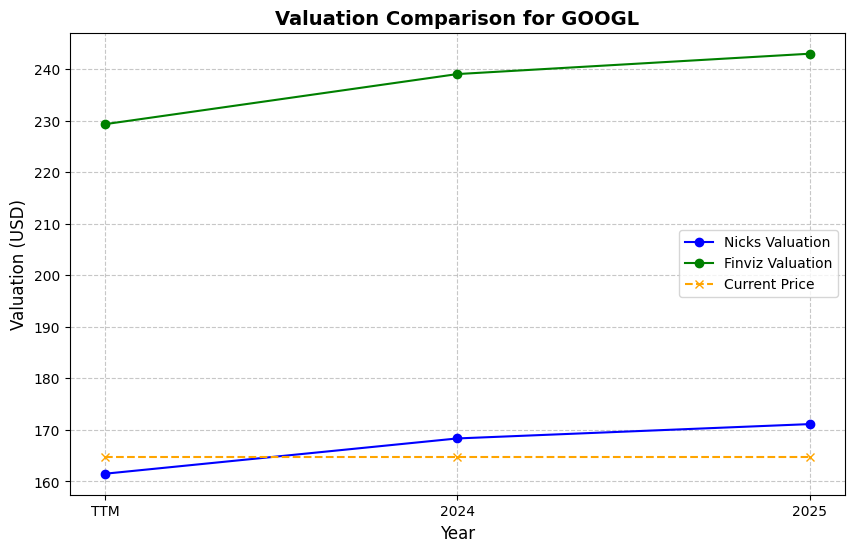 Valuation Comparison for GOOGL
Valuation (USD)
240
230
220
210
200
190
180
170
160
Nicks Valuation
Finviz Valuation
Current Price
TTM
2024
2025
Year